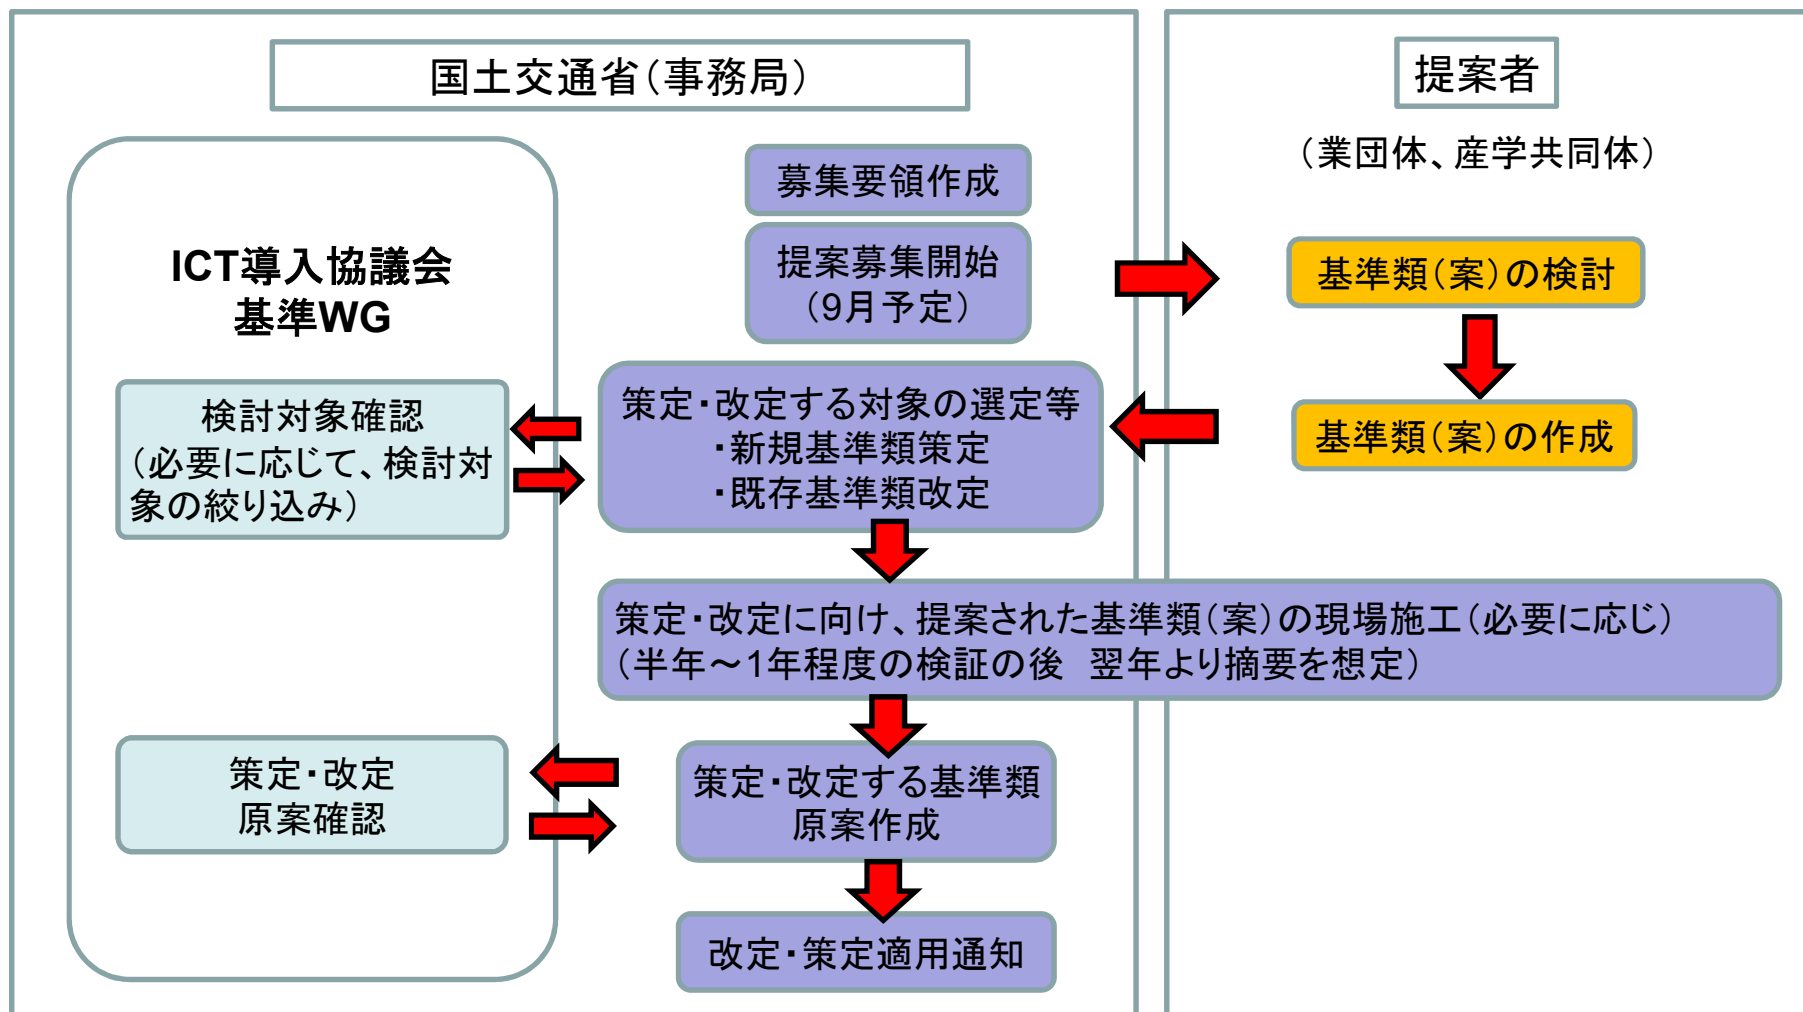 国土交通省（事務局）
提案者
（業団体、産学共同体）
募集要領作成
提案募集開始
（9月予定）
基準類（案）の検討
基準類（案）の作成
ICT導入協議会
基準WG
検討対象確認
（必要に応じて、検討対
象の絞り込み）
策定・改定する対象の選定等
・新規基準類策定
・既存基準類改定
策定・改定に向け、提案された基準類（案）の現場施工（必要に応じ）
（半年～1年程度の検証の後　翌年より摘要を想定）
策定・改定
原案確認
策定・改定する基準類
原案作成
改定・策定適用通知